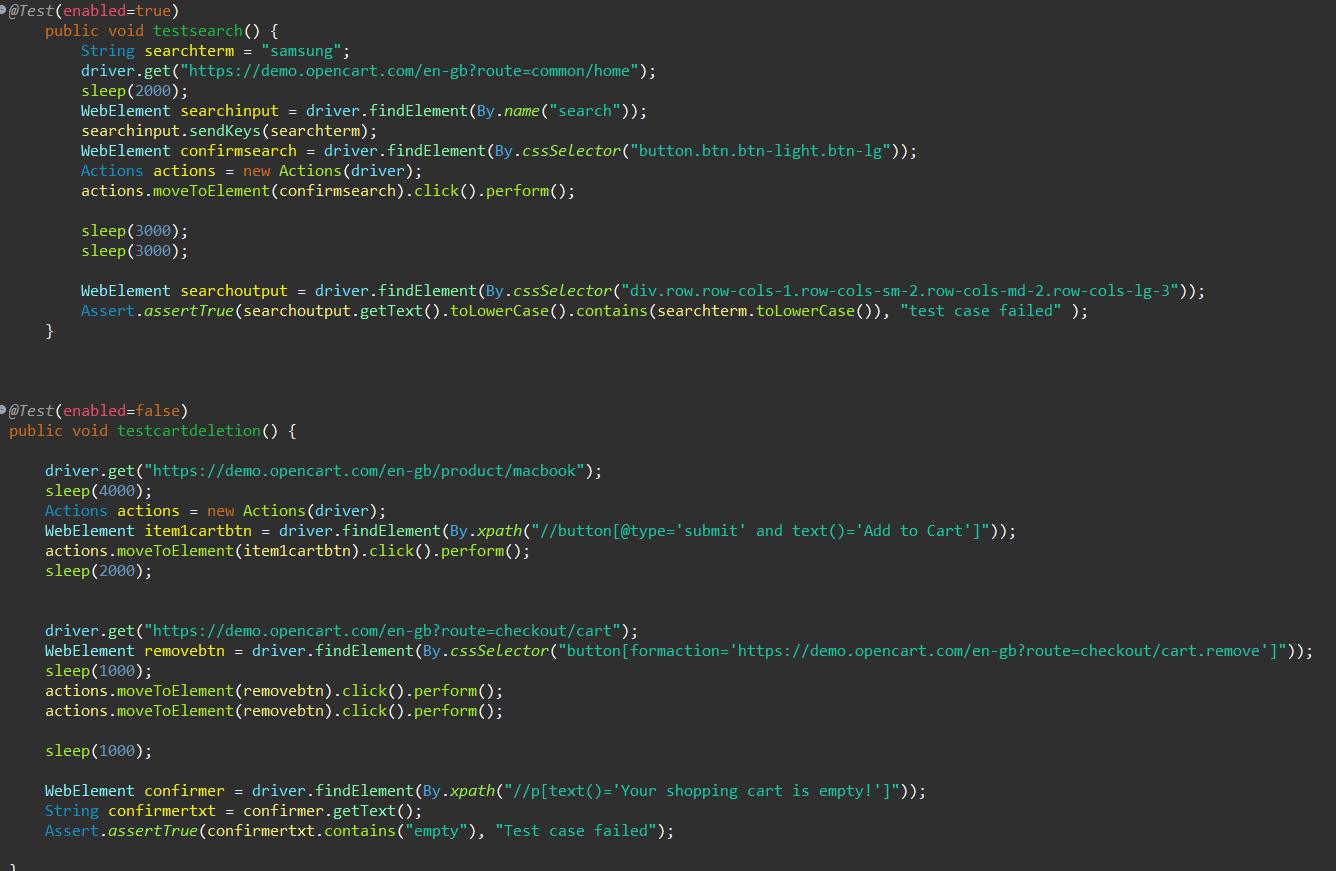 @Test(enabled=true)
    public void testsearch() {
        String searchterm = "samsung";
        driver.get("https://demo.opencart.com/en-gb?route=common/home");
        sleep(2000);
        WebElement searchinput = driver.findElement(By.name("search"));
        searchinput.sendKeys(searchterm);
        WebElement confirmsearch = driver.findElement(By.cssSelector("button.btn.btn-light.btn-lg"));
        Actions actions = new Actions(driver);
        actions.moveToElement(confirmsearch).click().perform();

        sleep(3000);
        sleep(3000);

        WebElement searchoutput = driver.findElement(By.cssSelector("div.row.row-cols-1.row-cols-sm-2.row-cols-md-2.row-cols-lg-3"));
        Assert.assertTrue(searchoutput.getText().toLowerCase().contains(searchterm.toLowerCase()), "test case failed" );
    }

@Test(enabled=false)
public void testcartdeletion() {

    driver.get("https://demo.opencart.com/en-gb/product/macbook");
    sleep(4000);
    Actions actions = new Actions(driver);
    WebElement item1cartbtn = driver.findElement(By.xpath("//button[@type='submit' and text()='Add to Cart']"));
    actions.moveToElement(item1cartbtn).click().perform();
    sleep(2000);

    driver.get("https://demo.opencart.com/en-gb?route=checkout/cart");
    WebElement removebtn = driver.findElement(By.cssSelector("button[formaction='https://demo.opencart.com/en-gb?route=checkout/cart.remove']"));
    sleep(1000);
    actions.moveToElement(removebtn).click().perform();
    actions.moveToElement(removebtn).click().perform();

    sleep(1000);

    WebElement confirmer = driver.findElement(By.xpath("//p[text()='Your shopping cart is empty!']"));
    String confirmertxt = confirmer.getText();
    Assert.assertTrue(confirmertxt.contains("empty"), "Test case failed");

}